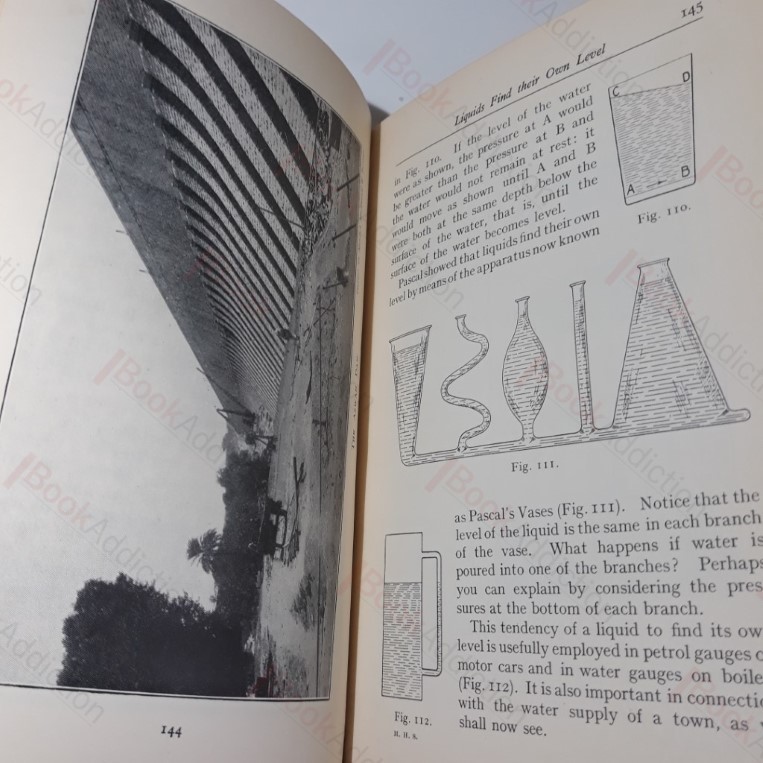 144
Liquids Find their Own Level
145
in Fig. 110. If the level of the water
were as shown, the pressure at A would
be greater than the pressure at B and
the water would not remain at rest: it
would move as shown until A and B
were both at the same depth below the
surface of the water, that is, until the
surface of the water becomes level.
Pascal showed that liquids find their own
level by means of the apparatus now known
C D
A B
Fig. 110.
Fig. 111.
as Pascal's Vases (Fig. 111). Notice that the
level of the liquid is the same in each branch
of the vase. What happens if water is
poured into one of the branches? Perhaps
you can explain by considering the pres-
sures at the bottom of each branch.
This tendency of a liquid to find its ow
level is usefully employed in petrol gauges o
motor cars and in water gauges on boile
(Fig. 112). It is also important in connecti
with the water supply of a town, as
shall now see.
Fig. 112.
H. H. S.
BookAddiction